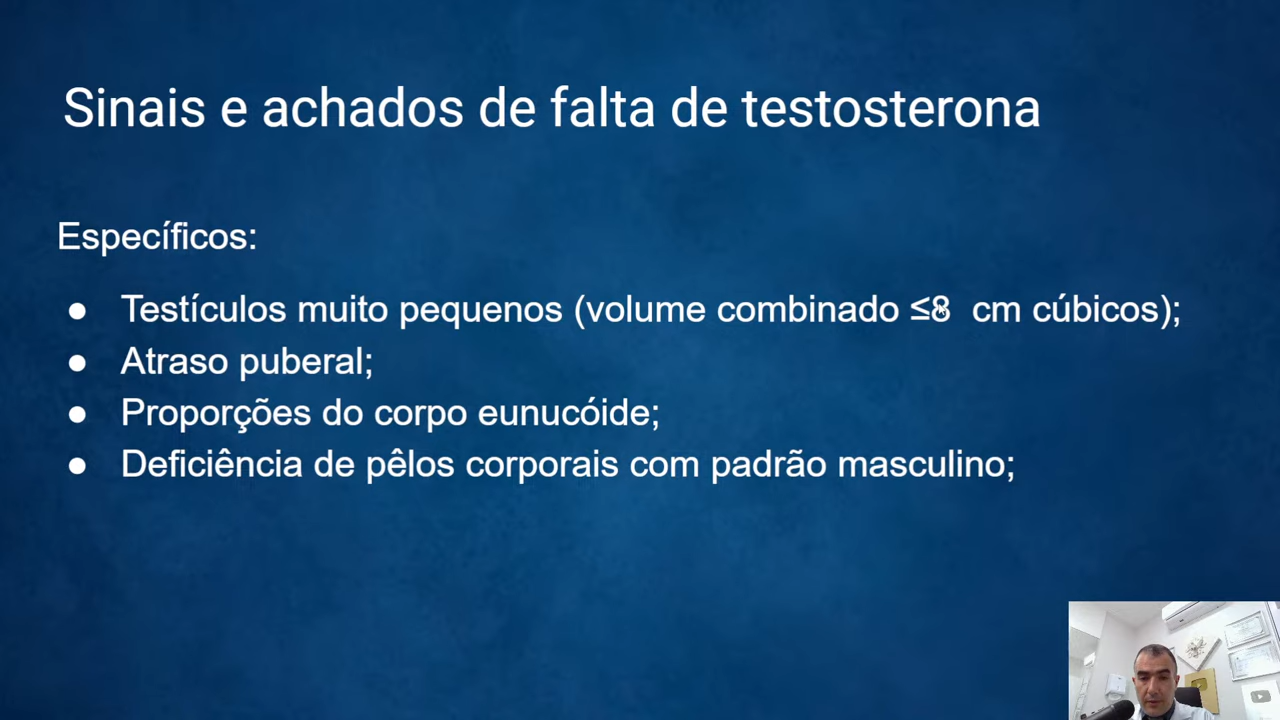 Sinais e achados de falta de testosterona
Específicos:
● Testículos muito pequenos (volume combinado ≤8 cm cúbicos);
● Atraso puberal;
● Proporções do corpo eunucóide;
● Deficiência de pêlos corporais com padrão masculino;